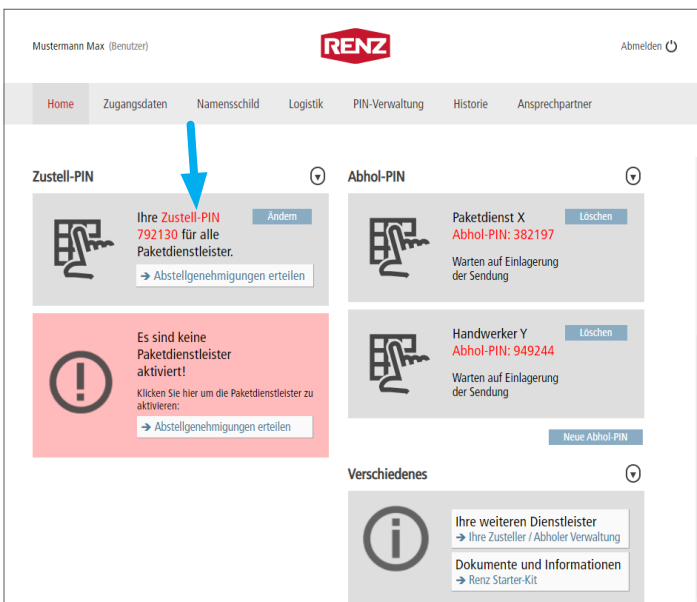 Mustermann Max (Benutzer)
RENZ
Abmelden
Home Zugangsdaten Namensschild Logistik PIN-Verwaltung Historie Ansprechpartner
Zustell-PIN
Ihre Zustell-PIN
792130 für alle
Paketdienstleister.
Ändern
→ Abstellgenehmigungen erteilen
Es sind keine
Paketdienstleister
aktiviert!
Klicken Sie hier um die Paketdienstleister zu
aktivieren:
→ Abstellgenehmigungen erteilen
Abhol-PIN
Paketdienst X
Abhol-PIN: 382197
Löschen
Warten auf Einlagerung
der Sendung
Handwerker Y
Abhol-PIN: 949244
Löschen
Warten auf Einlagerung
der Sendung
Neue Abhol-PIN
Verschiedenes
Ihre weiteren Dienstleister
→ Ihre Zusteller / Abholer Verwaltung
Dokumente und Informationen
→ Renz Starter-Kit